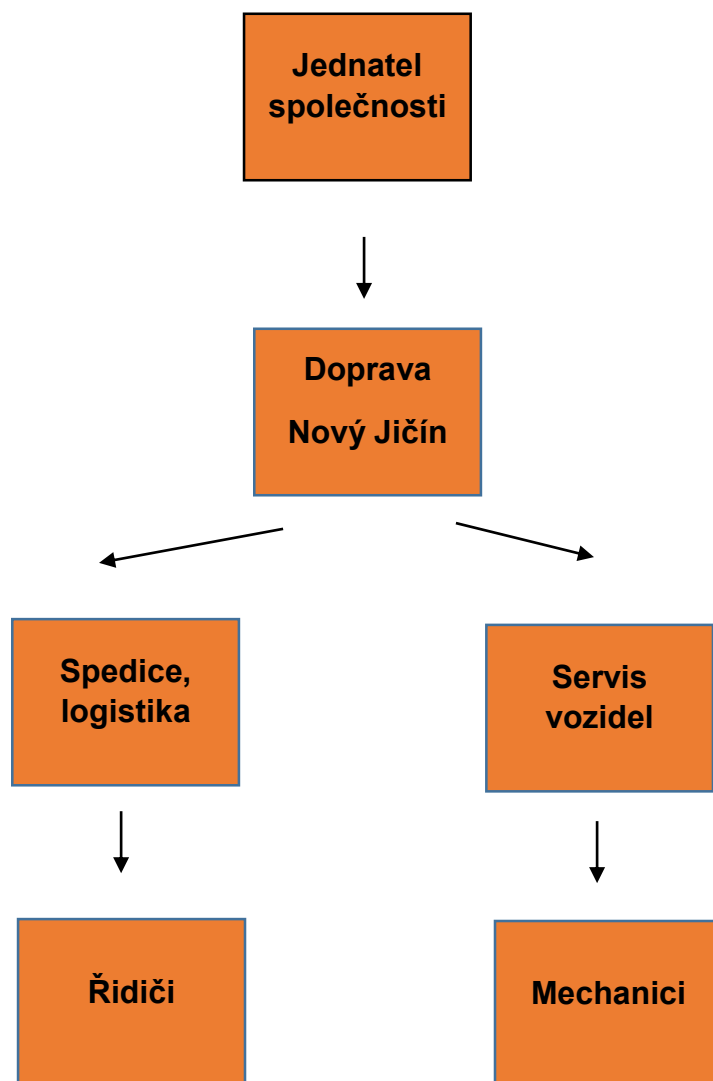 Jednatel
společnosti
Doprava
Nový Jičín
Spedice,
logistika
Servis
vozidel
Řidiči
Mechanici